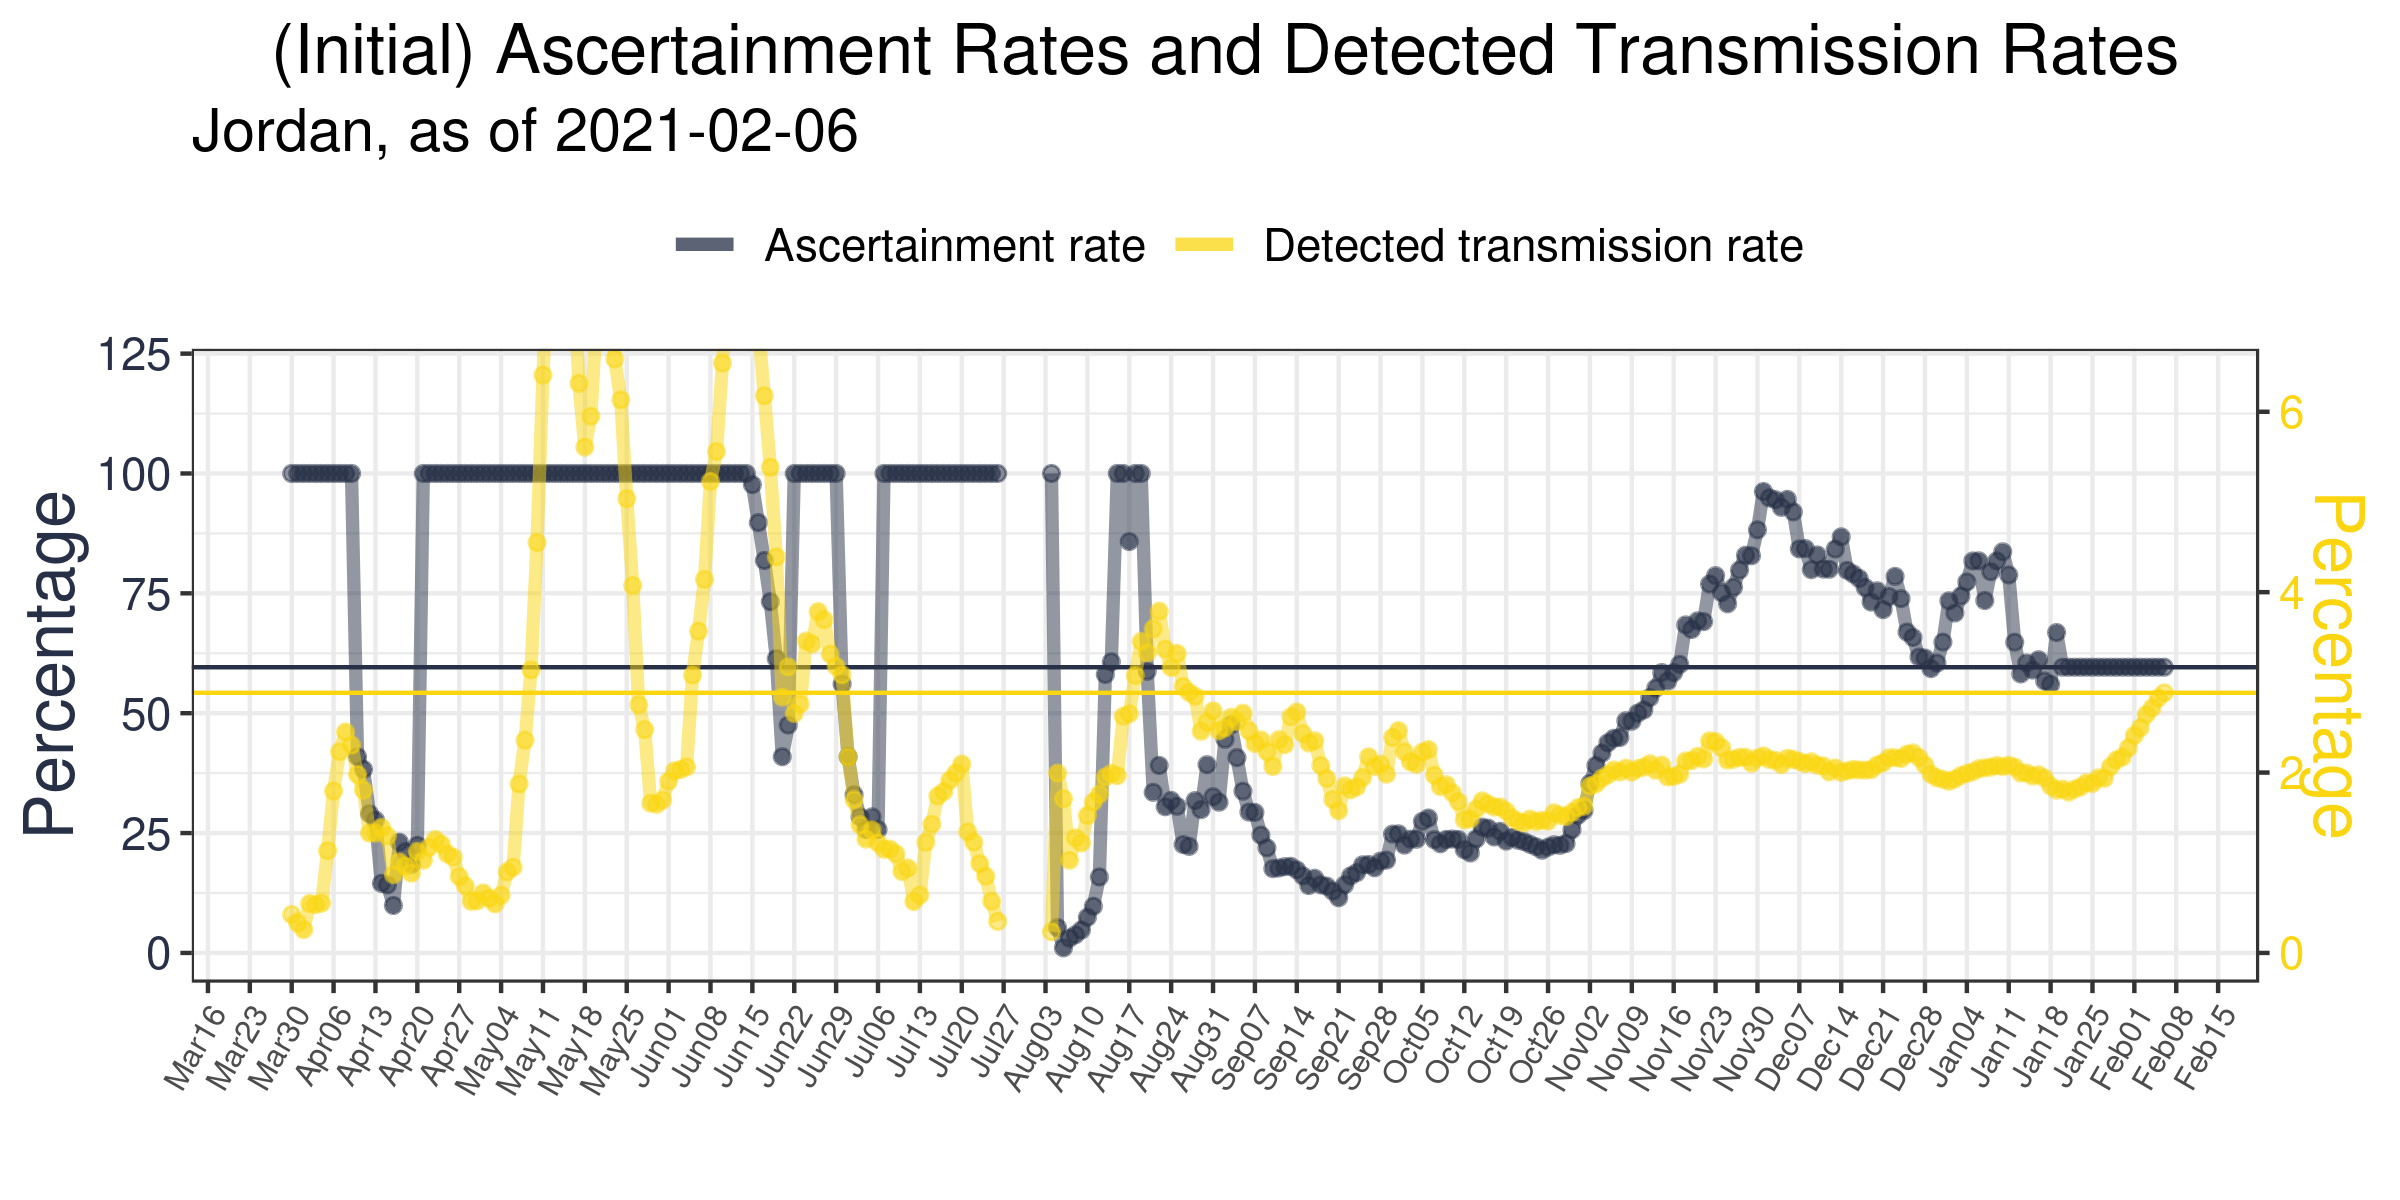 (Initial) Ascertainment Rates and Detected Transmission Rates
Jordan, as of 2021-02-06
Ascertainment rate
Detected transmission rate
Percentage
125
100
75
50
25
0
6
4
2
0
Percentage
Mar16
Mar23
Mar30
Apr06
Apr13
Apr20
Apr27
May04
May11
May18
May25
Jun01
Jun08
Jun15
Jun22
Jun29
Jul06
Jul13
Jul20
Jul27
Aug03
Aug10
Aug17
Aug24
Aug31
Sep07
Sep14
Sep21
Sep28
Oct05
Oct12
Oct19
Oct26
Nov02
Nov09
Nov16
Nov23
Nov30
Dec07
Dec14
Dec21
Dec28
Jan04
Jan11
Jan18
Jan25
Feb01
Feb08
Feb15